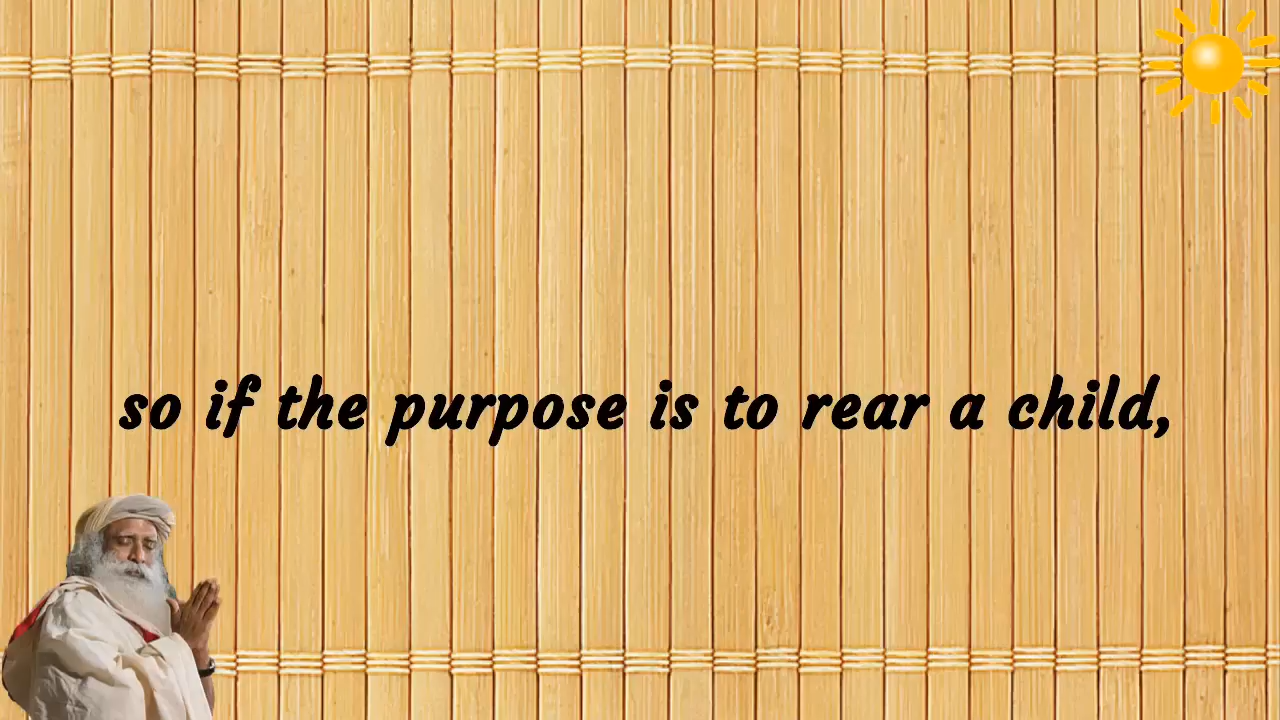 so if the purpose is to rear a child,